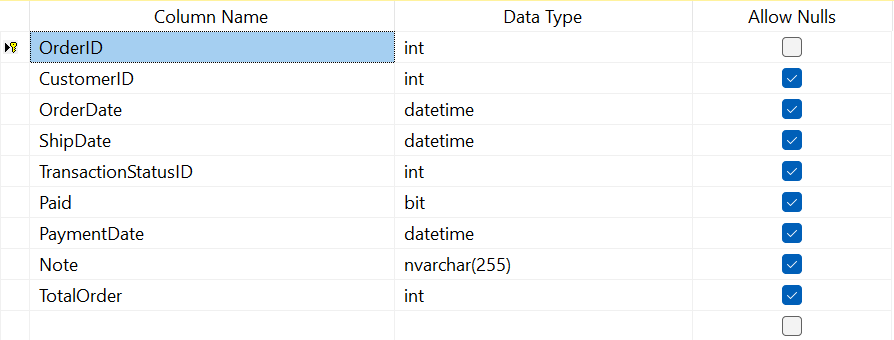 Column Name Data Type Allow Nulls
OrderID int
CustomerID int
OrderDate datetime
ShipDate datetime
TransactionStatusID int
Paid bit
PaymentDate datetime
Note nvarchar(255)
TotalOrder int